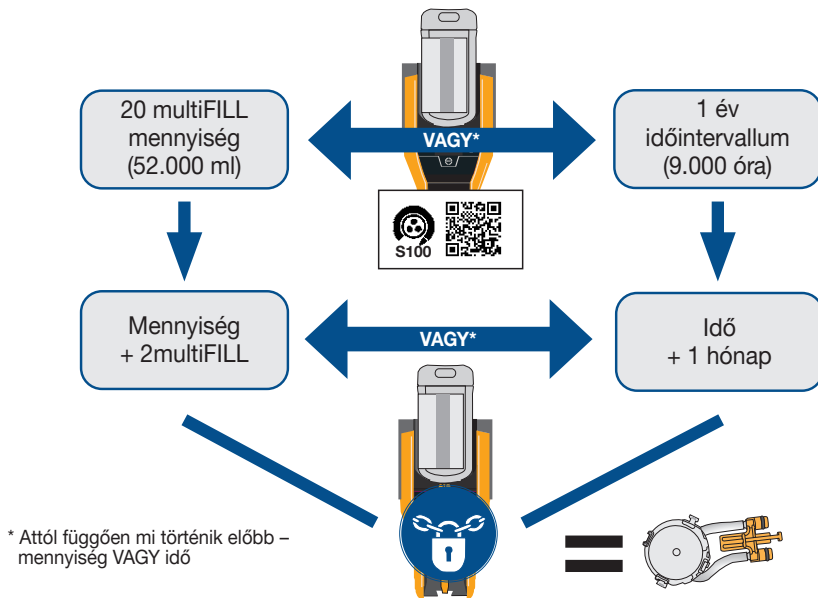 20 multiFILL
mennyiség
(52.000 ml)
VAGY*
1 év
időintervallum
(9.000 óra)
S100
Mennyiség
+ 2multiFILL
VAGY*
Idő
+ 1 hónap
* Attól függően mi történik előbb –
mennyiség VAGY idő